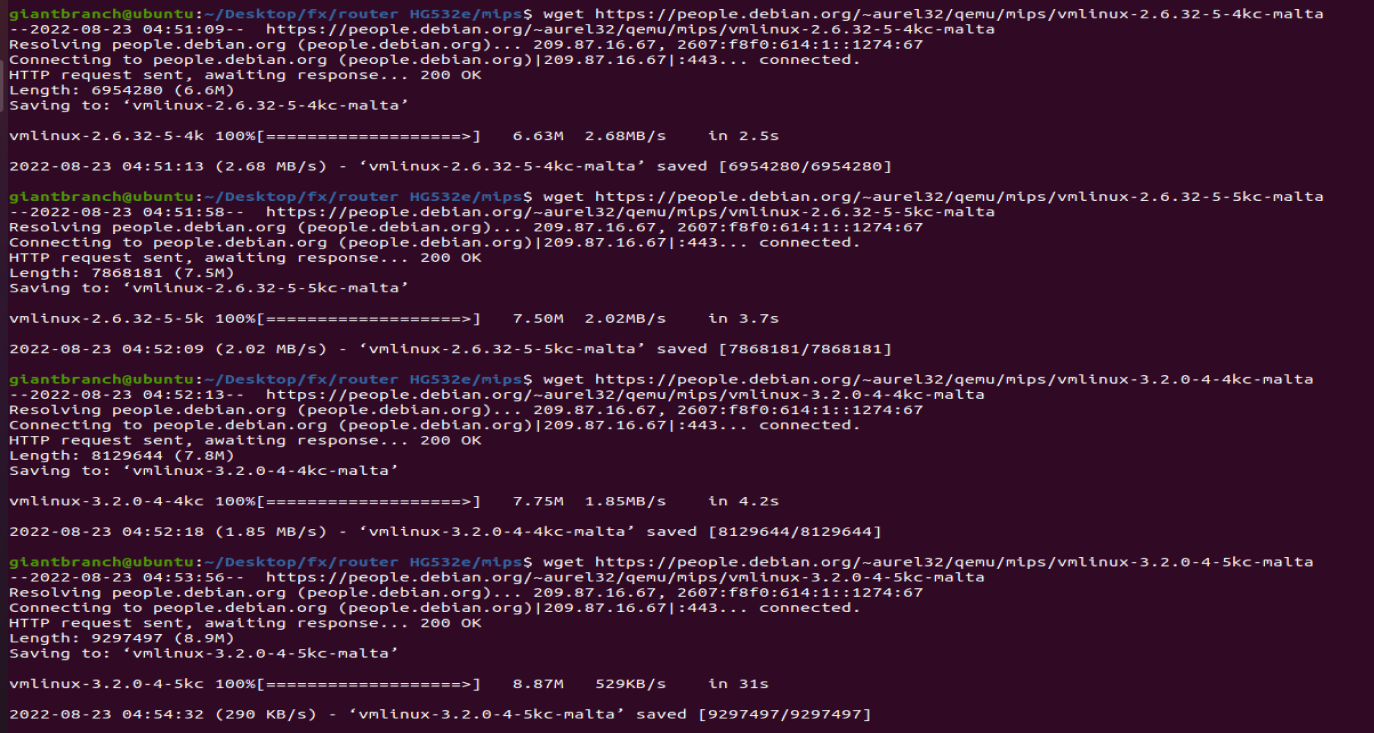 giantbranch@ubuntu:~/Desktop/fx/router HG532e/mips$ wget https://people.debian.org/~aurel32/qemu/mips/vmlinux-2.6.32-5-4kc-malta
--2022-08-23 04:51:09--  https://people.debian.org/~aurel32/qemu/mips/vmlinux-2.6.32-5-4kc-malta
Resolving people.debian.org (people.debian.org)... 209.87.16.67, 2607:f8f0:614:1::1274:67
Connecting to people.debian.org (people.debian.org)|209.87.16.67|:443... connected.
HTTP request sent, awaiting response... 200 OK
Length: 6954280 (6.6M)
Saving to: ‘vmlinux-2.6.32-5-4kc-malta’
vmlinux-2.6.32-5-4k 100%[===================>]   6.63M  2.68MB/s    in 2.5s
2022-08-23 04:51:13 (2.68 MB/s) - ‘vmlinux-2.6.32-5-4kc-malta’ saved [6954280/6954280]
giantbranch@ubuntu:~/Desktop/fx/router HG532e/mips$ wget https://people.debian.org/~aurel32/qemu/mips/vmlinux-2.6.32-5-5kc-malta
--2022-08-23 04:51:58--  https://people.debian.org/~aurel32/qemu/mips/vmlinux-2.6.32-5-5kc-malta
Resolving people.debian.org (people.debian.org)... 209.87.16.67, 2607:f8f0:614:1::1274:67
Connecting to people.debian.org (people.debian.org)|209.87.16.67|:443... connected.
HTTP request sent, awaiting response... 200 OK
Length: 7868181 (7.5M)
Saving to: ‘vmlinux-2.6.32-5-5kc-malta’
vmlinux-2.6.32-5-5k 100%[===================>]   7.50M  2.02MB/s    in 3.7s
2022-08-23 04:52:09 (2.02 MB/s) - ‘vmlinux-2.6.32-5-5kc-malta’ saved [7868181/7868181]
giantbranch@ubuntu:~/Desktop/fx/router HG532e/mips$ wget https://people.debian.org/~aurel32/qemu/mips/vmlinux-3.2.0-4-4kc-malta
--2022-08-23 04:52:13--  https://people.debian.org/~aurel32/qemu/mips/vmlinux-3.2.0-4-4kc-malta
Resolving people.debian.org (people.debian.org)... 209.87.16.67, 2607:f8f0:614:1::1274:67
Connecting to people.debian.org (people.debian.org)|209.87.16.67|:443... connected.
HTTP request sent, awaiting response... 200 OK
Length: 8129644 (7.8M)
Saving to: ‘vmlinux-3.2.0-4-4kc-malta’
vmlinux-3.2.0-4-4kc 100%[===================>]   7.75M  1.85MB/s    in 4.2s
2022-08-23 04:52:18 (1.85 MB/s) - ‘vmlinux-3.2.0-4-4kc-malta’ saved [8129644/8129644]
giantbranch@ubuntu:~/Desktop/fx/router HG532e/mips$ wget https://people.debian.org/~aurel32/qemu/mips/vmlinux-3.2.0-4-5kc-malta
--2022-08-23 04:53:56--  https://people.debian.org/~aurel32/qemu/mips/vmlinux-3.2.0-4-5kc-malta
Resolving people.debian.org (people.debian.org)... 209.87.16.67, 2607:f8f0:614:1::1274:67
Connecting to people.debian.org (people.debian.org)|209.87.16.67|:443... connected.
HTTP request sent, awaiting response... 200 OK
Length: 9297497 (8.9M)
Saving to: ‘vmlinux-3.2.0-4-5kc-malta’
vmlinux-3.2.0-4-5kc 100%[===================>]   8.87M   529KB/s    in 31s
2022-08-23 04:54:32 (290 KB/s) - ‘vmlinux-3.2.0-4-5kc-malta’ saved [9297497/9297497]